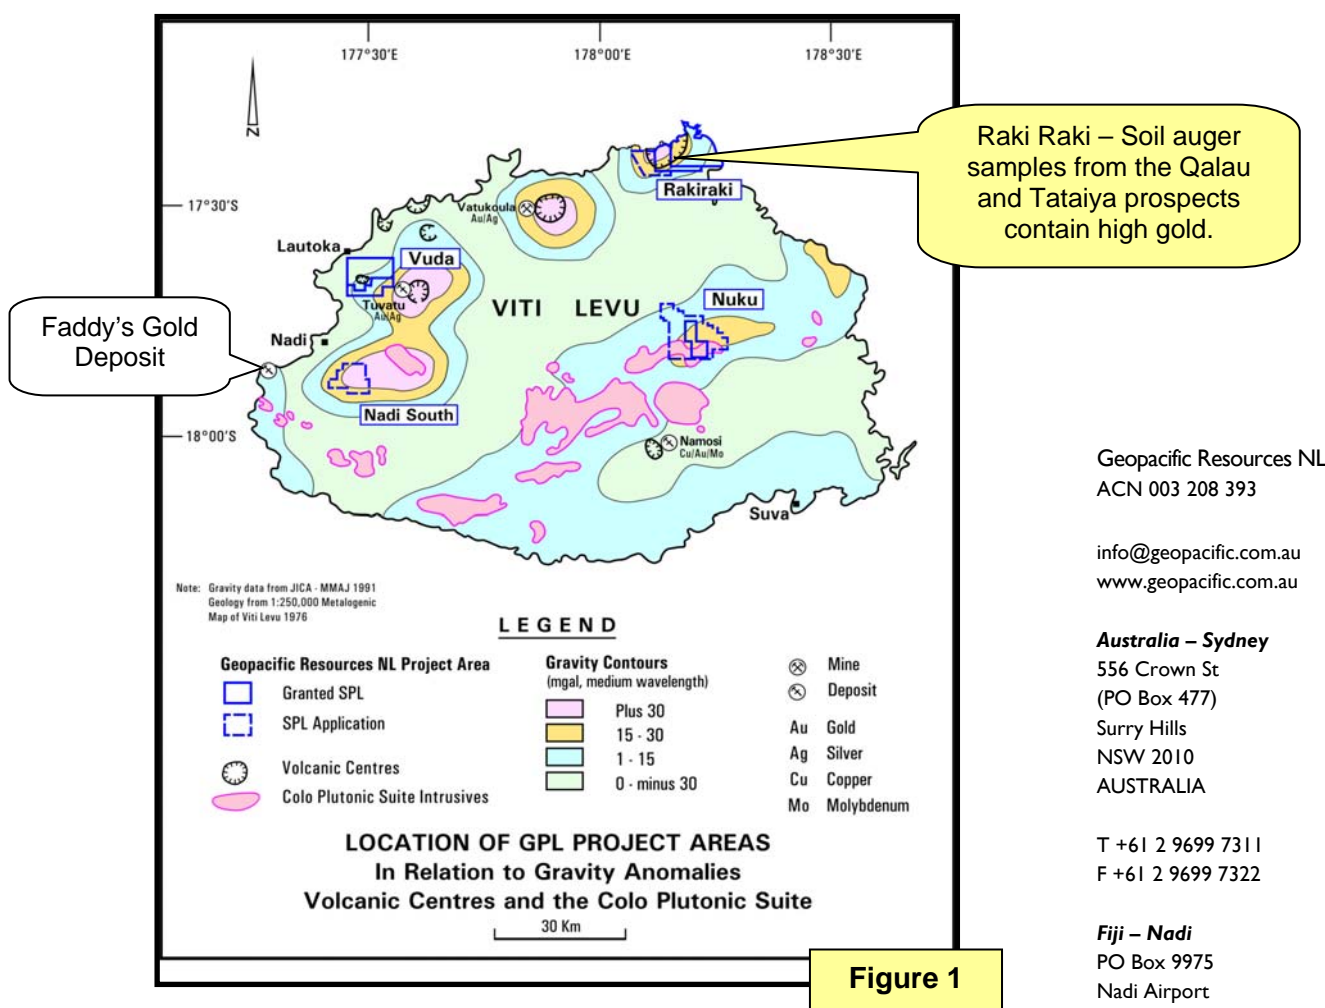 177°30'E
178°00'E
178°30'E
N
Raki Raki – Soil auger
samples from the Qalau
and Tataiya prospects
contain high gold.
Rakiraki
17°30'S
Vatukoula
Au/Ag
Lautoka
Vuda
Tuvatu
Au/Ag
VITI LEVU
Nuku
Faddy's Gold
Deposit
Nadi
Nadi South
18°00'S
Namosi
Cu/Au/Mo
Suva
Note: Gravity data from JICA - MMAJ 1991
Geology from 1:250,000 Metalogenic
Map of Viti Levu 1976
LEGEND
Geopacific Resources NL Project Area
Granted SPL
SPL Application
Volcanic Centres
Colo Plutonic Suite Intrusives
Gravity Contours
(mgal, medium wavelength)
Plus 30
15 - 30
1 - 15
0 - minus 30
Mine
Deposit
Au Gold
Ag Silver
Cu Copper
Mo Molybdenum
LOCATION OF GPL PROJECT AREAS
In Relation to Gravity Anomalies
Volcanic Centres and the Colo Plutonic Suite
30 Km
Figure 1
Geopacific Resources NL
ACN 003 208 393
info@geopacific.com.au
www.geopacific.com.au
Australia – Sydney
556 Crown St
(PO Box 477)
Surry Hills
NSW 2010
AUSTRALIA
T +61 2 9699 7311
F +61 2 9699 7322
Fiji – Nadi
PO Box 9975
Nadi Airport